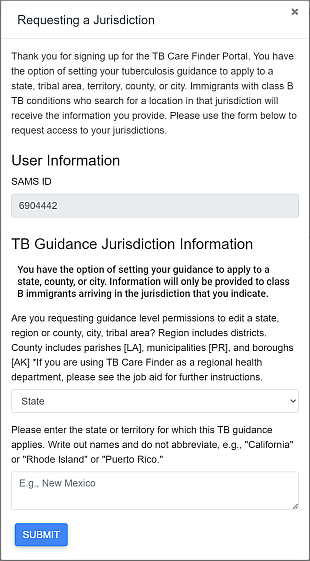 Requesting a Jurisdiction
×
Thank you for signing up for the TB Care Finder Portal. You have
the option of setting your tuberculosis guidance to apply to a
state, tribal area, territory, county, or city. Immigrants with class B
TB conditions who search for a location in that jurisdiction will
receive the information you provide. Please use the form below to
request access to your jurisdictions.
User Information
SAMS ID
6904442
TB Guidance Jurisdiction Information
You have the option of setting your guidance to apply to a
state, county, or city. Information will only be provided to class
B immigrants arriving in the jurisdiction that you indicate.
Are you requesting guidance level permissions to edit a state,
region or county, city, tribal area? Region includes districts.
County includes parishes [LA], municipalities [PR], and boroughs
[AK] *If you are using TB Care Finder as a regional health
department, please see the job aid for further instructions.
State
Please enter the state or territory for which this TB guidance
applies. Write out names and do not abbreviate, e.g., "California"
or "Rhode Island" or "Puerto Rico."
E.g., New Mexico
SUBMIT